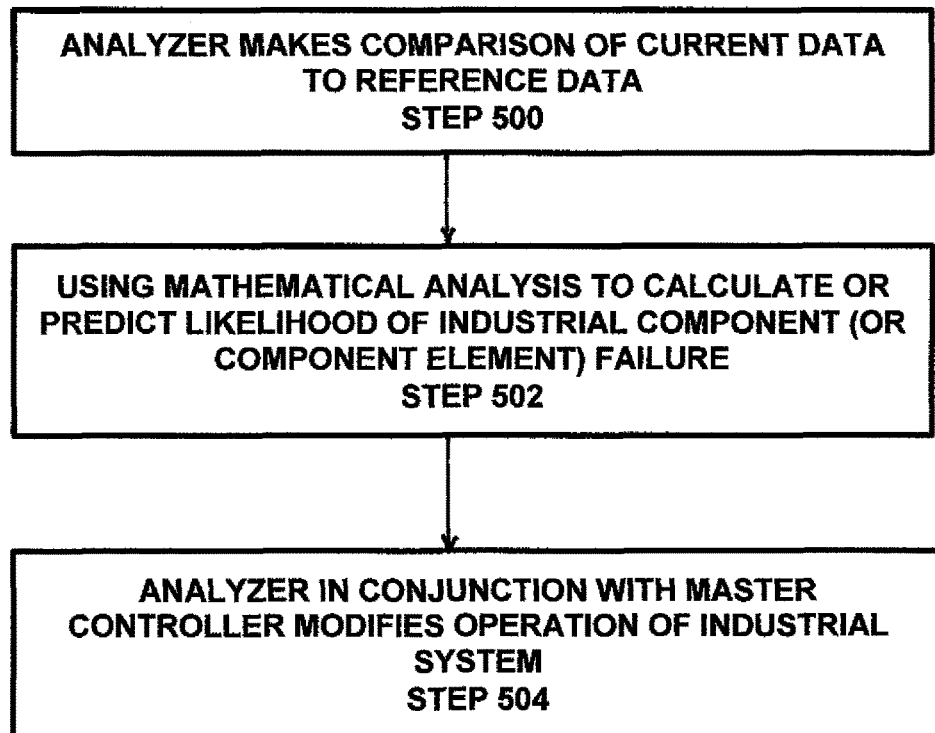 ANALYZER MAKES COMPARISON OF CURRENT DATA
TO REFERENCE DATA
STEP 500
USING MATHEMATICAL ANALYSIS TO CALCULATE OR
PREDICT LIKELIHOOD OF INDUSTRIAL COMPONENT (OR
COMPONENT ELEMENT) FAILURE
STEP 502
ANALYZER IN CONJUNCTION WITH MASTER
CONTROLLER MODIFIES OPERATION OF INDUSTRIAL
SYSTEM
STEP 504